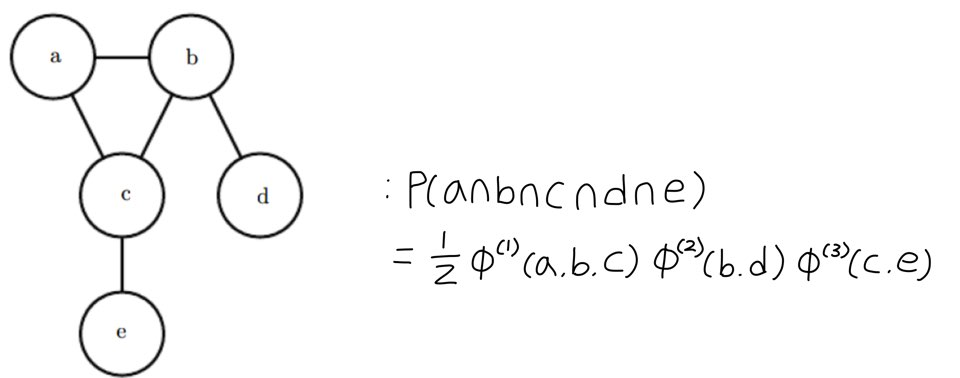 a
b
c
d
e
: P(a∩b∩c∩d∩e)
= 1/Z ϕ⁽¹⁾(a.b.c) ϕ⁽²⁾(b.d) ϕ⁽³⁾(c.e)